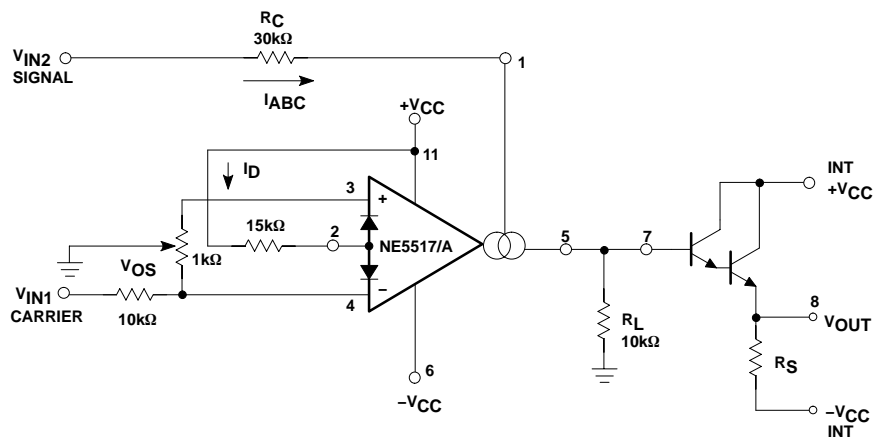 RC
30kΩ
VIN2
SIGNAL
1
IABC
+VCC
11
INT
+VCC
ID
3
+
15kΩ
2
NE5517/A
5
7
VOS
1kΩ
VIN1
CARRIER
10kΩ
4
−
RL
10kΩ
8
VOUT
6
−VCC
RS
−VCC
INT